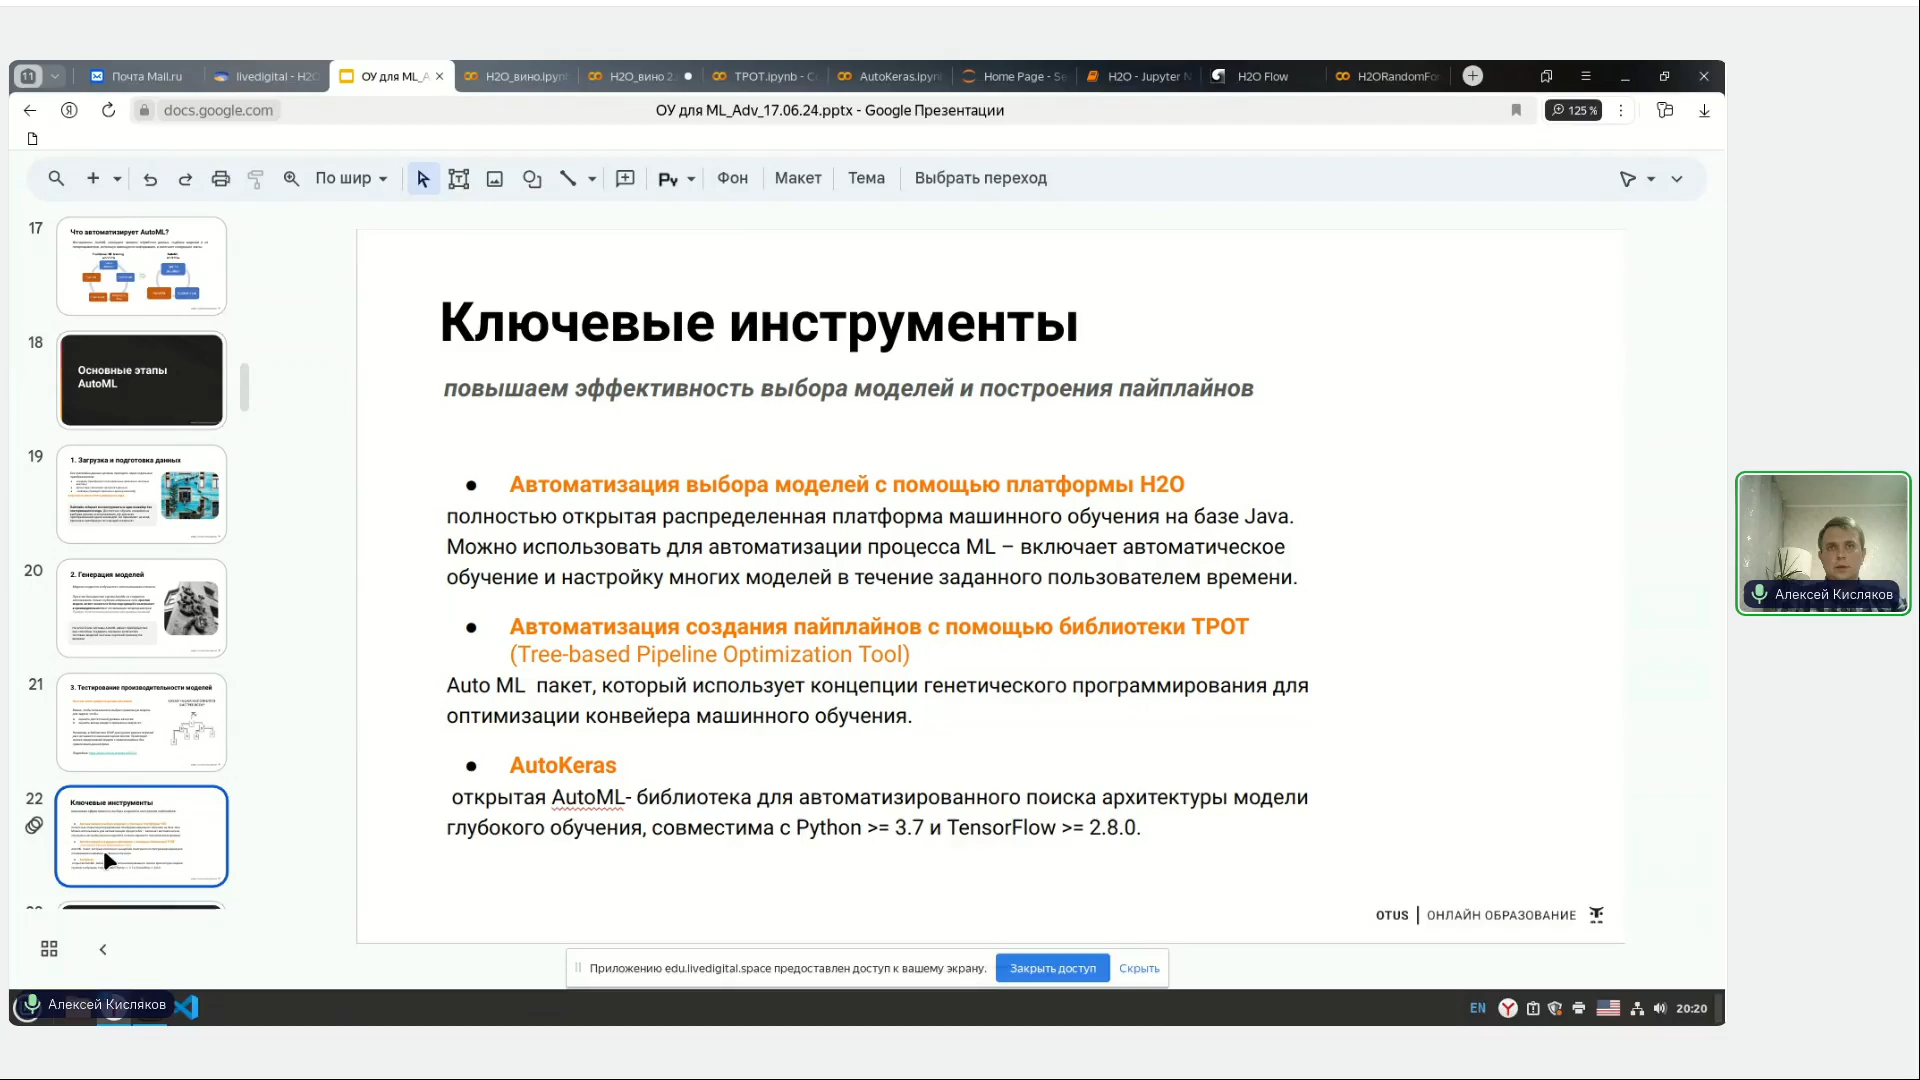 11
Почта Mail.ru
livedigital - H2O
ОУ для ML_A
H2O_вино.ipyn
H2O_вино 2.
TPOT.ipynb - C
AutoKeras.ipyn
Home Page - Se
H2O - Jupyter N
H2O Flow
H2ORandomFo
docs.google.com
ОУ для ML_Adv_17.06.24.pptx - Google Презентации
125 %
По шир
Фон
Макет
Тема
Выбрать переход
17
Что автоматизирует AutoML?
18
Основные этапы
AutoML
19
1. Загрузка и подготовка данных
20
2. Генерация моделей
21
3. Тестирование производительности моделей
22
Ключевые инструменты
Ключевые инструменты
повышаем эффективность выбора моделей и построения пайплайнов
● Автоматизация выбора моделей с помощью платформы H2O
полностью открытая распределенная платформа машинного обучения на базе Java.
Можно использовать для автоматизации процесса ML – включает автоматическое
обучение и настройку многих моделей в течение заданного пользователем времени.
● Автоматизация создания пайплайнов с помощью библиотеки TPOT
(Tree-based Pipeline Optimization Tool)
Auto ML пакет, который использует концепции генетического программирования для
оптимизации конвейера машинного обучения.
● AutoKeras
открытая AutoML- библиотека для автоматизированного поиска архитектуры модели
глубокого обучения, совместима с Python >= 3.7 и TensorFlow >= 2.8.0.
OTUS | ОНЛАЙН ОБРАЗОВАНИЕ
Приложению edu.livedigital.space предоставлен доступ к вашему экрану.
Закрыть доступ
Скрыть
Алексей Кисляков
Алексей Кисляков
EN
20:20